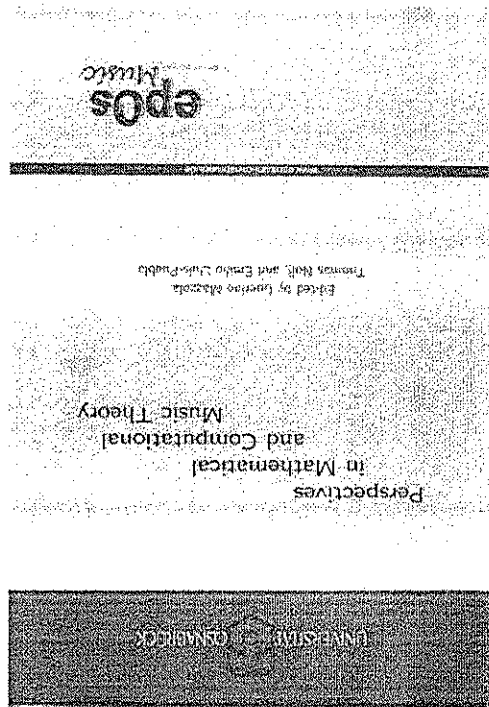 UNIVERSITÄT OSNABRÜCK
Perspectives
in Mathematical
and Computational
Music Theory
Edited by Guerino Mazzola,
Thomas Noll, and Emilio Lluis-Puebla
epOs
Music